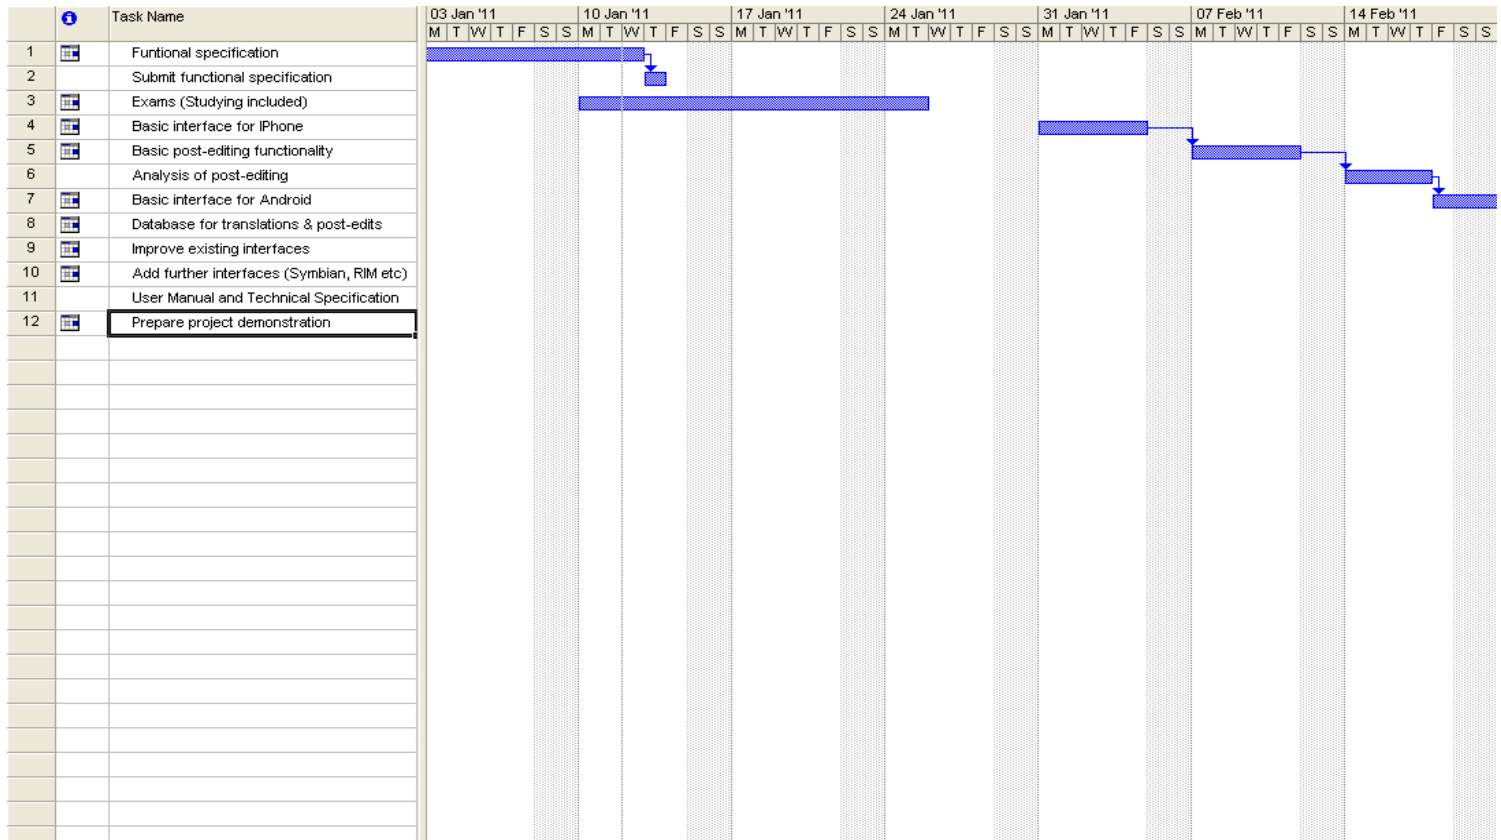 Task Name
03 Jan '11 10 Jan '11 17 Jan '11 24 Jan '11 31 Jan '11 07 Feb '11 14 Feb '11
M T W T F S S M T W T F S S M T W T F S S M T W T F S S M T W T F S S M T W T F S S M T W T F S S
1 Funtional specification
2 Submit functional specification
3 Exams (Studying included)
4 Basic interface for IPhone
5 Basic post-editing functionality
6 Analysis of post-editing
7 Basic interface for Android
8 Database for translations & post-edits
9 Improve existing interfaces
10 Add further interfaces (Symbian, RIM etc)
11 User Manual and Technical Specification
12 Prepare project demonstration